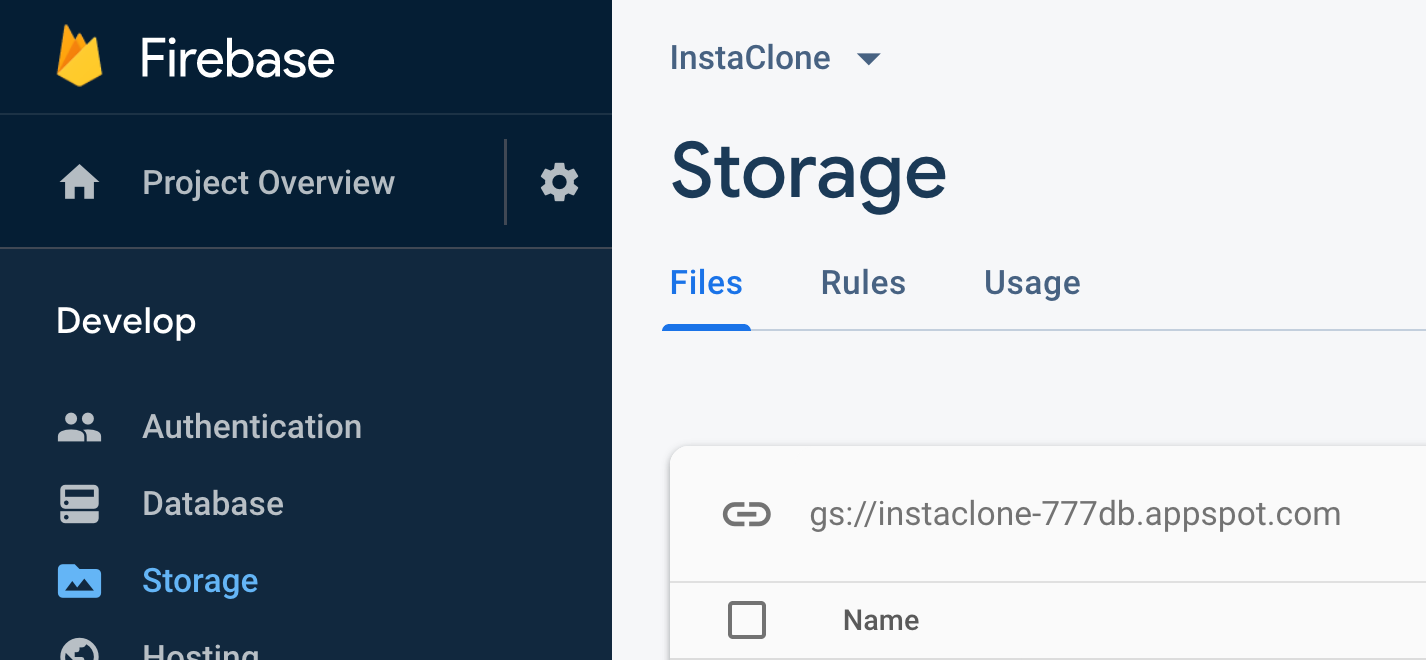 Firebase
Project Overview
Develop
Authentication
Database
Storage
Hosting
InstaClone
Storage
Files Rules Usage
gs://instaclone-777db.appspot.com
Name